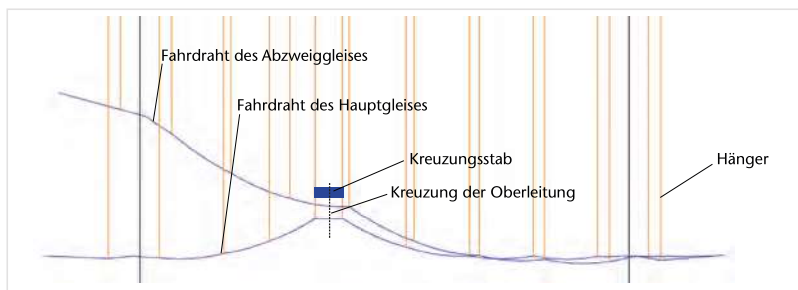 Fahrdraht des Abzweiggleises
Fahrdraht des Hauptgleises
Kreuzungsstab
Hänger
Kreuzung der Oberleitung